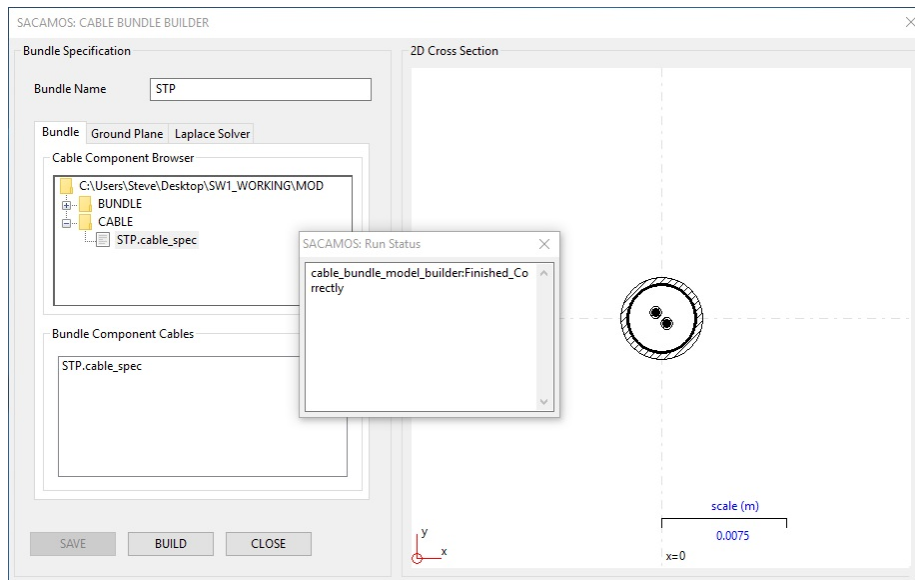 SACAMOS: CABLE BUNDLE BUILDER
Bundle Specification
Bundle Name
STP
Bundle
Ground Plane
Laplace Solver
Cable Component Browser
C:\Users\Steve\Desktop\SW1_WORKING\MOD
BUNDLE
CABLE
STP.cable_spec
Bundle Component Cables
STP.cable_spec
SAVE
BUILD
CLOSE
SACAMOS: Run Status
cable_bundle_model_builder:Finished_Co
rrectly
2D Cross Section
scale (m)
0.0075
x=0
y
x